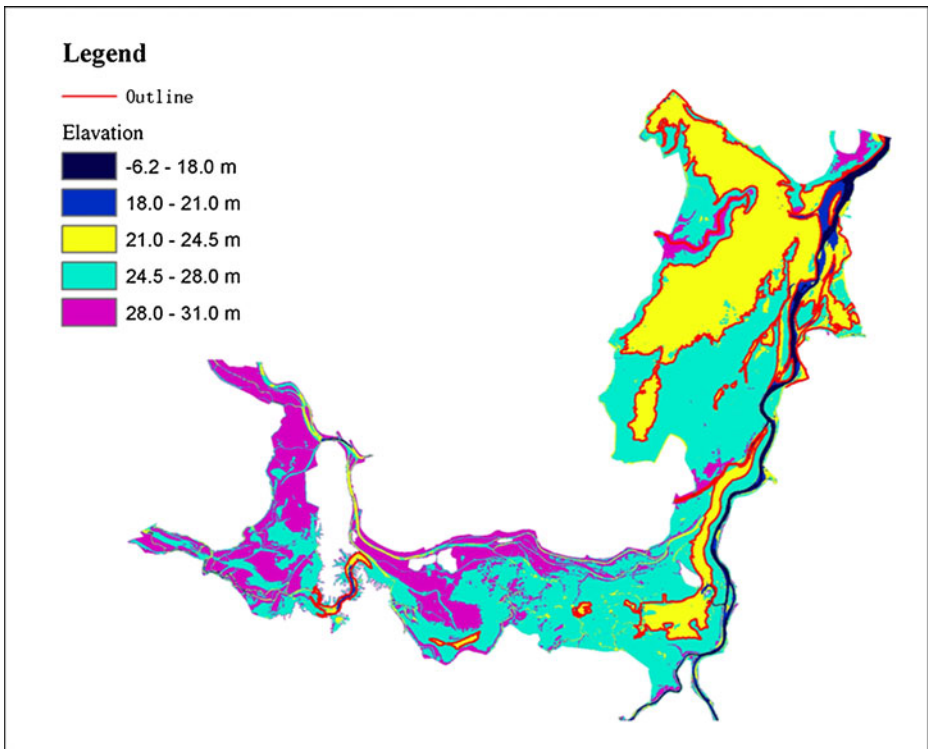 Legend
Outline
Elavation
-6.2 - 18.0 m
18.0 - 21.0 m
21.0 - 24.5 m
24.5 - 28.0 m
28.0 - 31.0 m